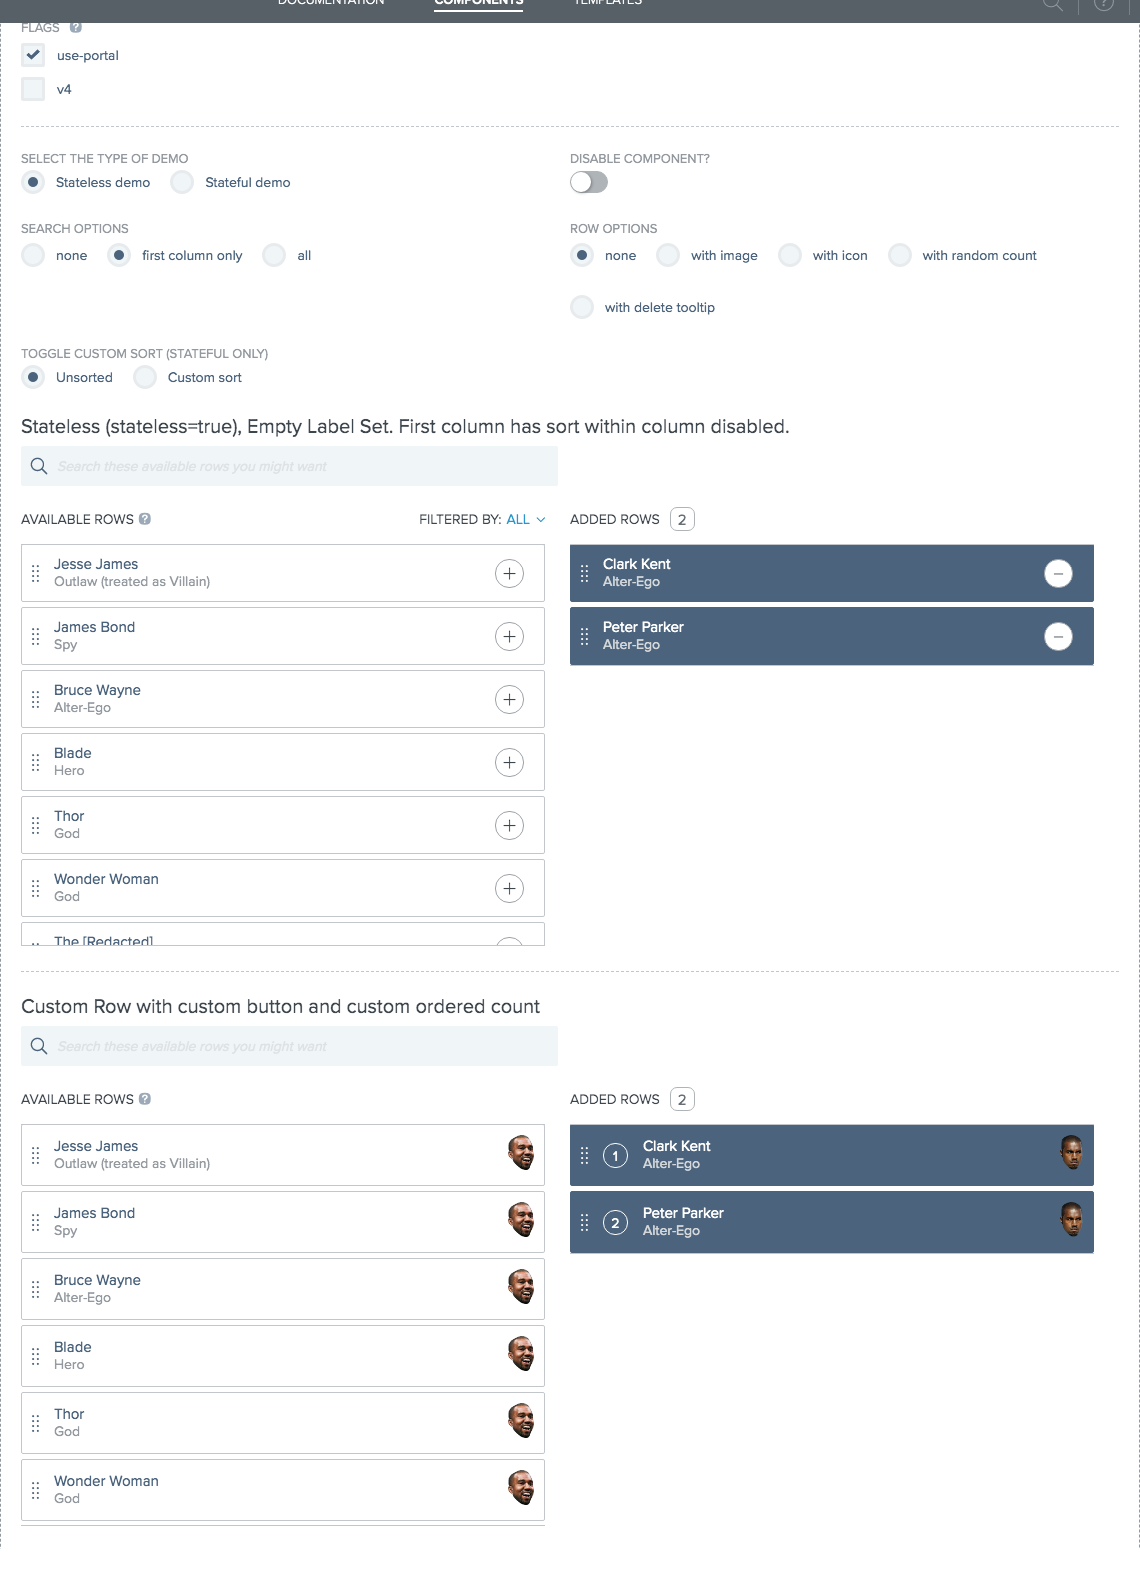 DOCUMENTATION COMPONENTS TEMPLATES
FLAGS ?
use-portal
v4
SELECT THE TYPE OF DEMO
Stateless demo Stateful demo
DISABLE COMPONENT?
SEARCH OPTIONS
none first column only all
ROW OPTIONS
none with image with icon with random count
with delete tooltip
TOGGLE CUSTOM SORT (STATEFUL ONLY)
Unsorted Custom sort
Stateless (stateless=true), Empty Label Set. First column has sort within column disabled.
Search these available rows you might want
AVAILABLE ROWS ? FILTERED BY: ALL
Jesse James
Outlaw (treated as Villain)
James Bond
Spy
Bruce Wayne
Alter-Ego
Blade
Hero
Thor
God
Wonder Woman
God
The [Redacted]
ADDED ROWS 2
Clark Kent
Alter-Ego
Peter Parker
Alter-Ego
Custom Row with custom button and custom ordered count
Search these available rows you might want
AVAILABLE ROWS ?
Jesse James
Outlaw (treated as Villain)
James Bond
Spy
Bruce Wayne
Alter-Ego
Blade
Hero
Thor
God
Wonder Woman
God
ADDED ROWS 2
1 Clark Kent
Alter-Ego
2 Peter Parker
Alter-Ego